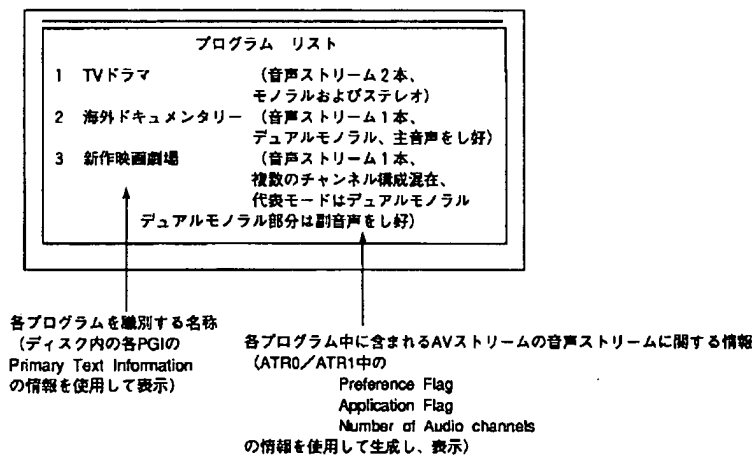 プログラム リスト
1 TVドラマ (音声ストリーム2本、
モノラルおよびステレオ)
2 海外ドキュメンタリー (音声ストリーム1本、
デュアルモノラル、主音声をし好)
3 新作映画劇場 (音声ストリーム1本、
複数のチャンネル構成混在、
代表モードはデュアルモノラル
デュアルモノラル部分は副音声をし好)
各プログラムを識別する名称
(ディスク内の各PGIの
Primary Text Information
の情報を使用して表示)
各プログラム中に含まれるAVストリームの音声ストリームに関する情報
(ATR0/ATR1中の
Preference Flag
Application Flag
Number of Audio channels
の情報を使用して生成し、表示)